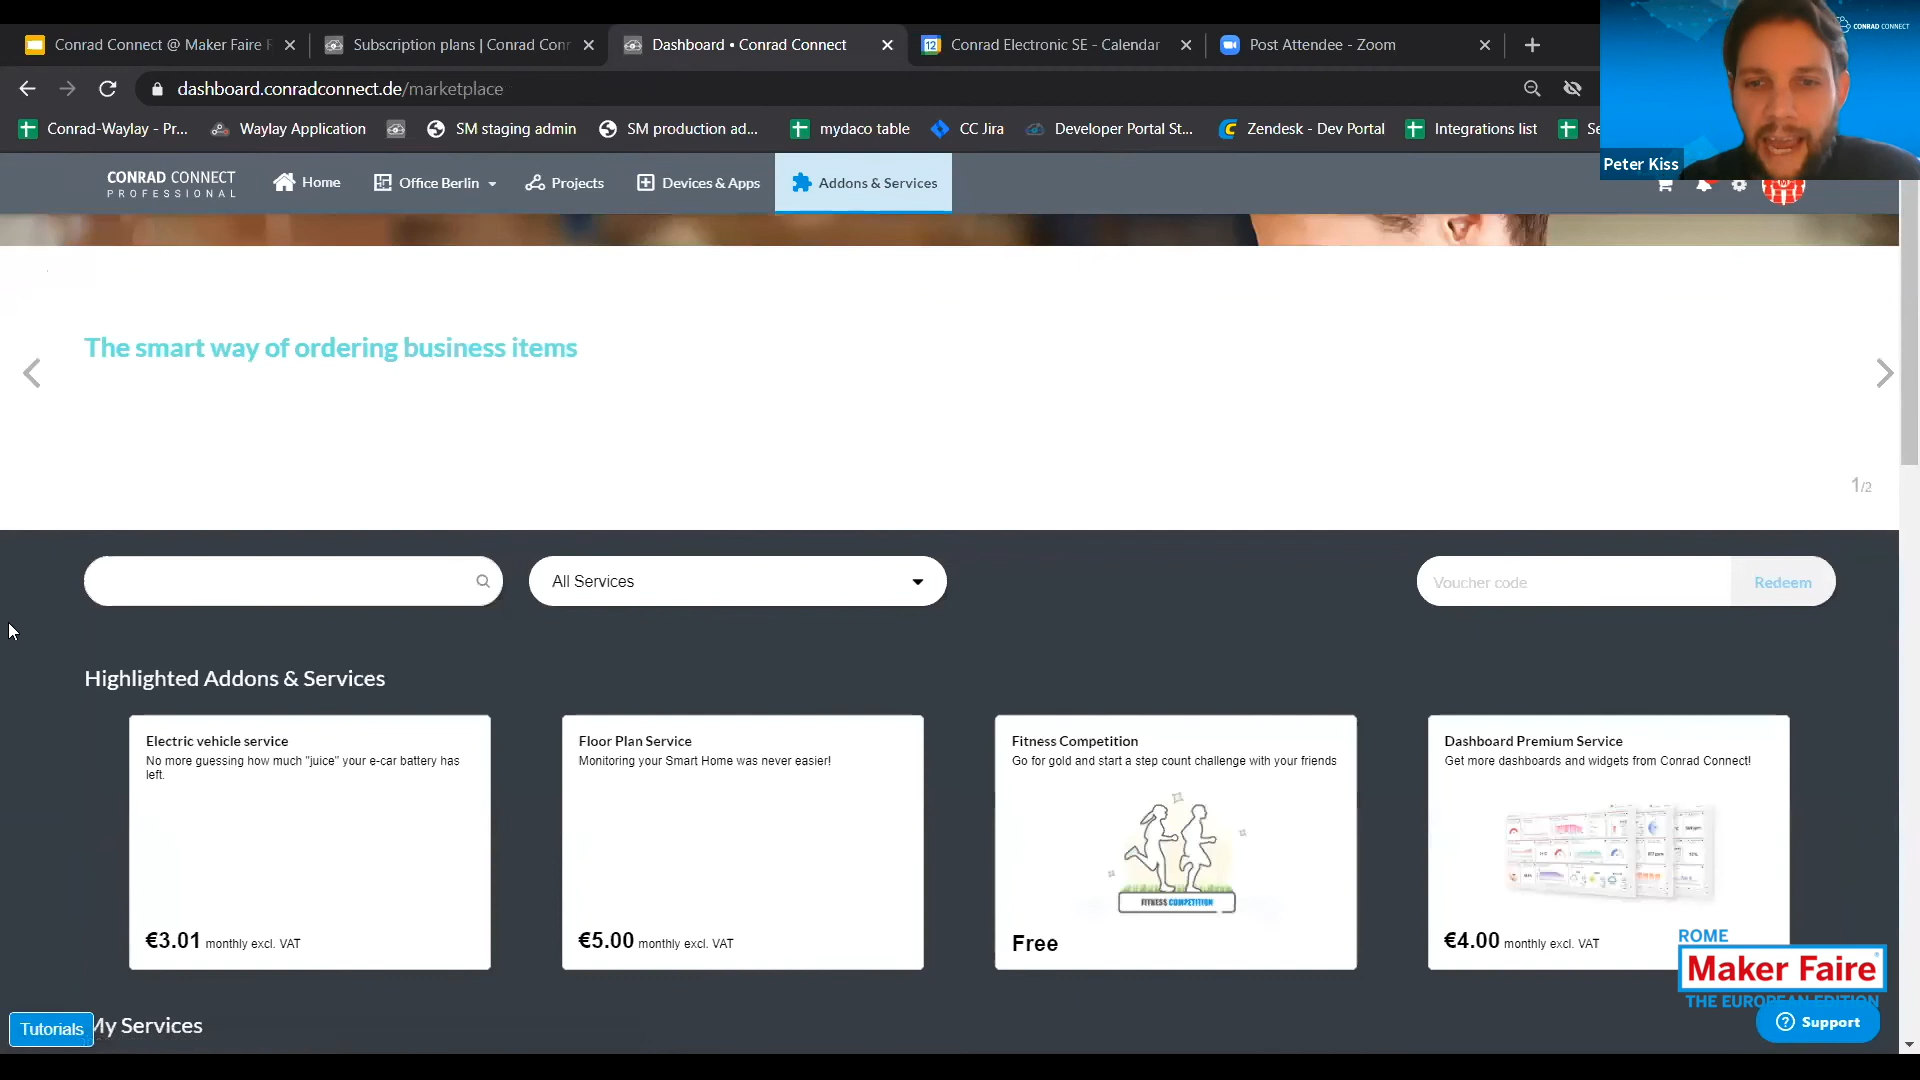 Conrad Connect @ Maker Faire
Subscription plans | Conrad Con
Dashboard • Conrad Connect
Conrad Electronic SE - Calendar
Post Attendee - Zoom
dashboard.conradconnect.de/marketplace
Conrad-Waylay - Pr...
Waylay Application
SM staging admin
SM production ad...
mydaco table
CC Jira
Developer Portal St...
Zendesk - Dev Portal
Integrations list
CONRAD CONNECT
Peter Kiss
CONRAD CONNECT
PROFESSIONAL
Home
Office Berlin
Projects
Devices & Apps
Addons & Services
The smart way of ordering business items
1/2
All Services
Voucher code
Redeem
Highlighted Addons & Services
Electric vehicle service
No more guessing how much "juice" your e-car battery has
left.
€3.01 monthly excl. VAT
Floor Plan Service
Monitoring your Smart Home was never easier!
€5.00 monthly excl. VAT
Fitness Competition
Go for gold and start a step count challenge with your friends
FITNESS COMPETITION
Free
Dashboard Premium Service
Get more dashboards and widgets from Conrad Connect!
€4.00 monthly excl. VAT
ROME
Maker Faire
THE EUROPEAN EDITION
Tutorials
My Services
Support